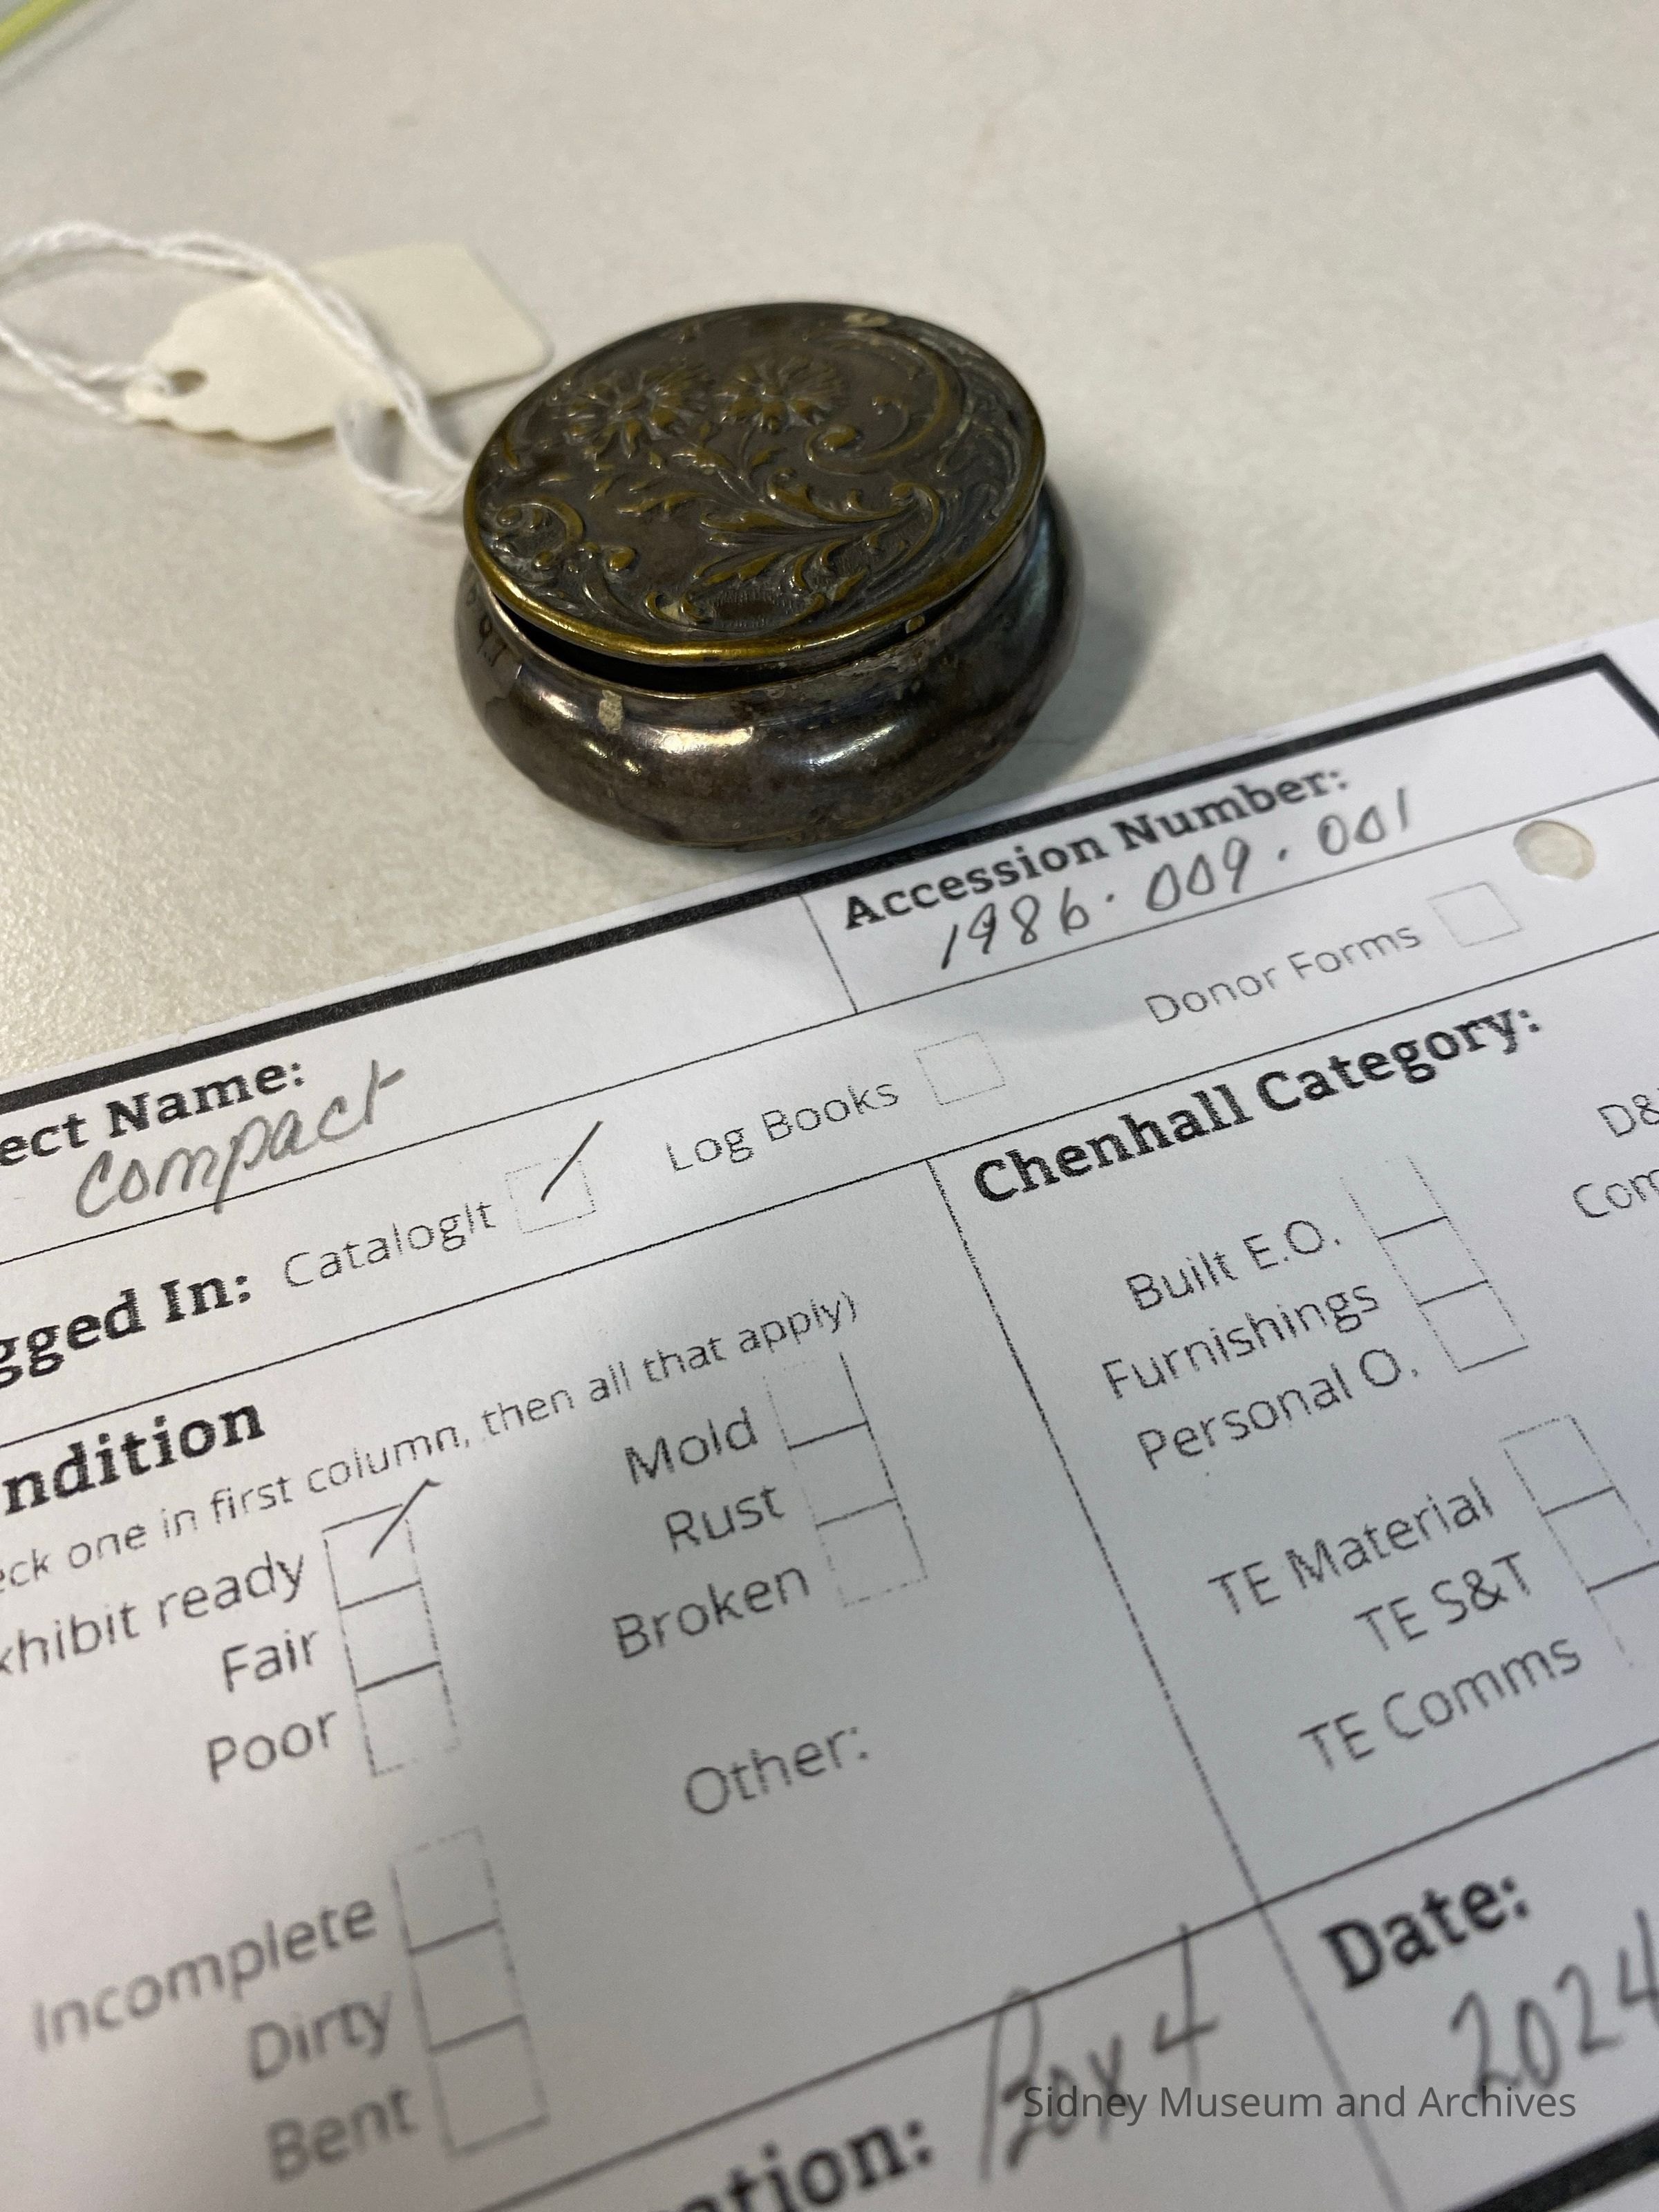 Accession Number:
1986.009.001
ect Name:
compact
Donor Forms
gged In: CatalogIt Log Books
Chenhall Category:
ndition
eck one in first column, then all that apply)
xhibit ready
Fair
Poor
Mold
Rust
Broken
Other:
Incomplete
Dirty
Bent
Built E.O.
Furnishings
Personal O.
D&
Com
TE Material
TE S&T
TE Comms
ation: Box 4
Date:
2024
Sidney Museum and Archives